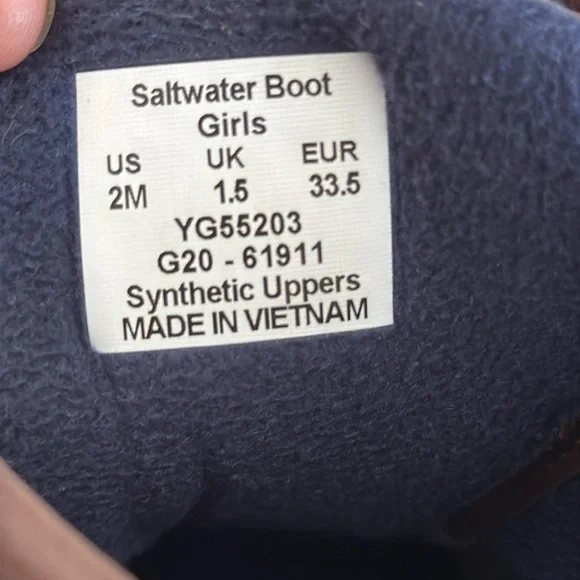 Saltwater Boot
Girls
US UK EUR
2M 1.5 33.5
YG55203
G20 - 61911
Synthetic Uppers
MADE IN VIETNAM